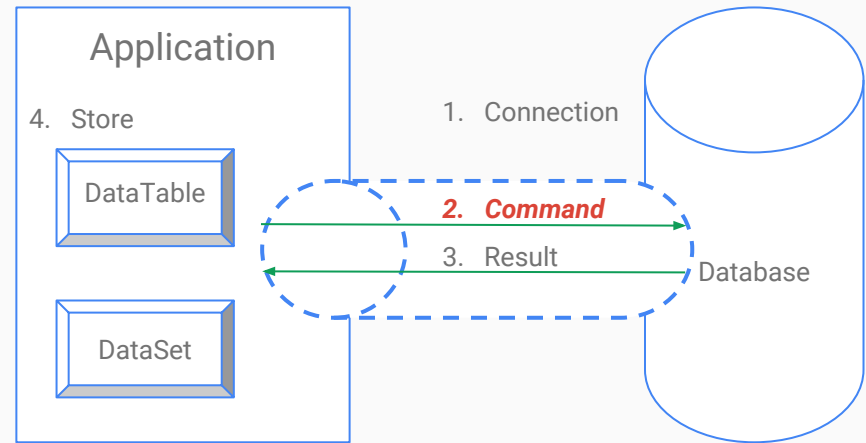 Application
4. Store
DataTable
DataSet
1. Connection
2. Command
3. Result
Database